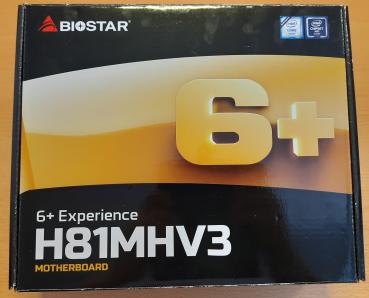 BIOSTAR
6+
6+ Experience
H81MHV3
MOTHERBOARD